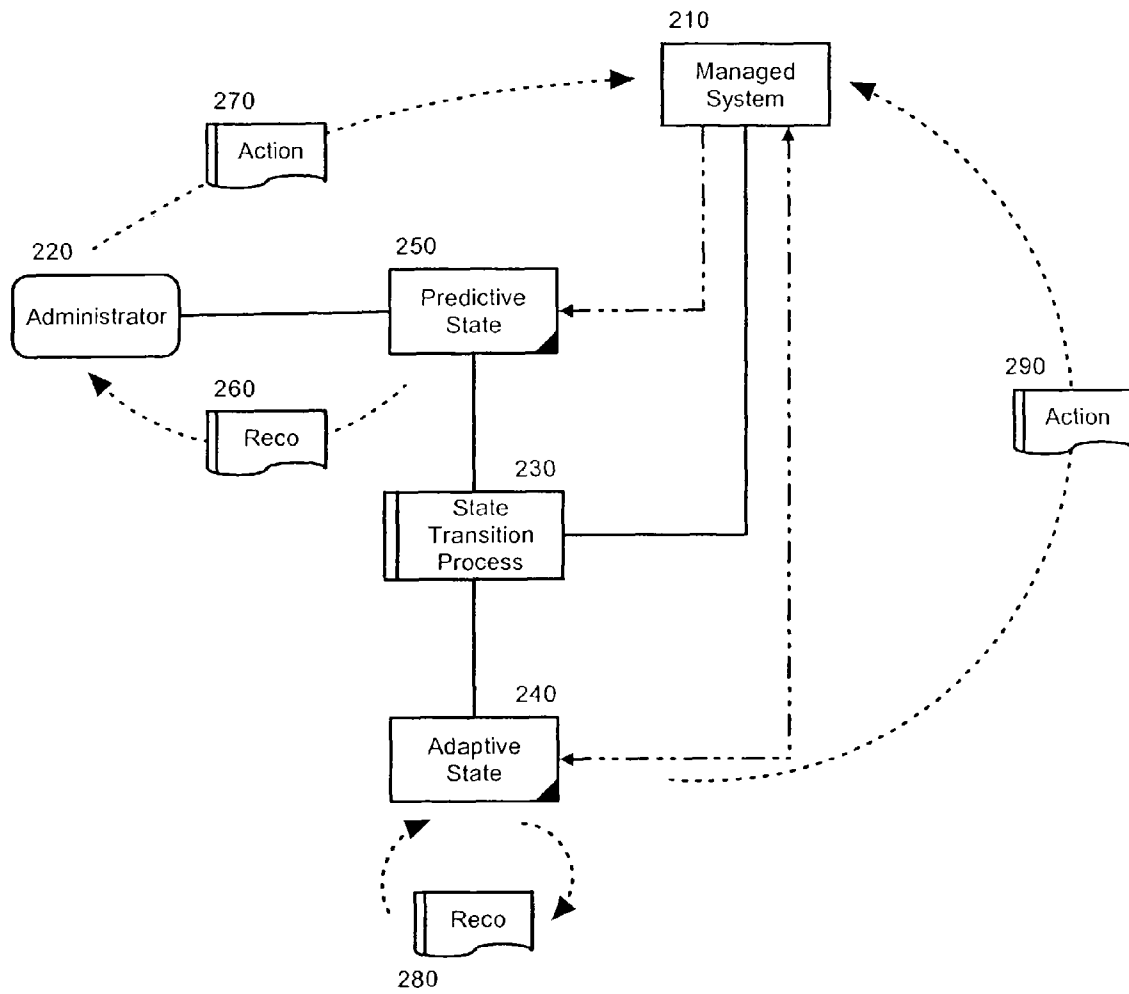 210
Managed
System
270
Action
220
Administrator
250
Predictive
State
260
Reco
290
Action
230
State
Transition
Process
240
Adaptive
State
Reco
280